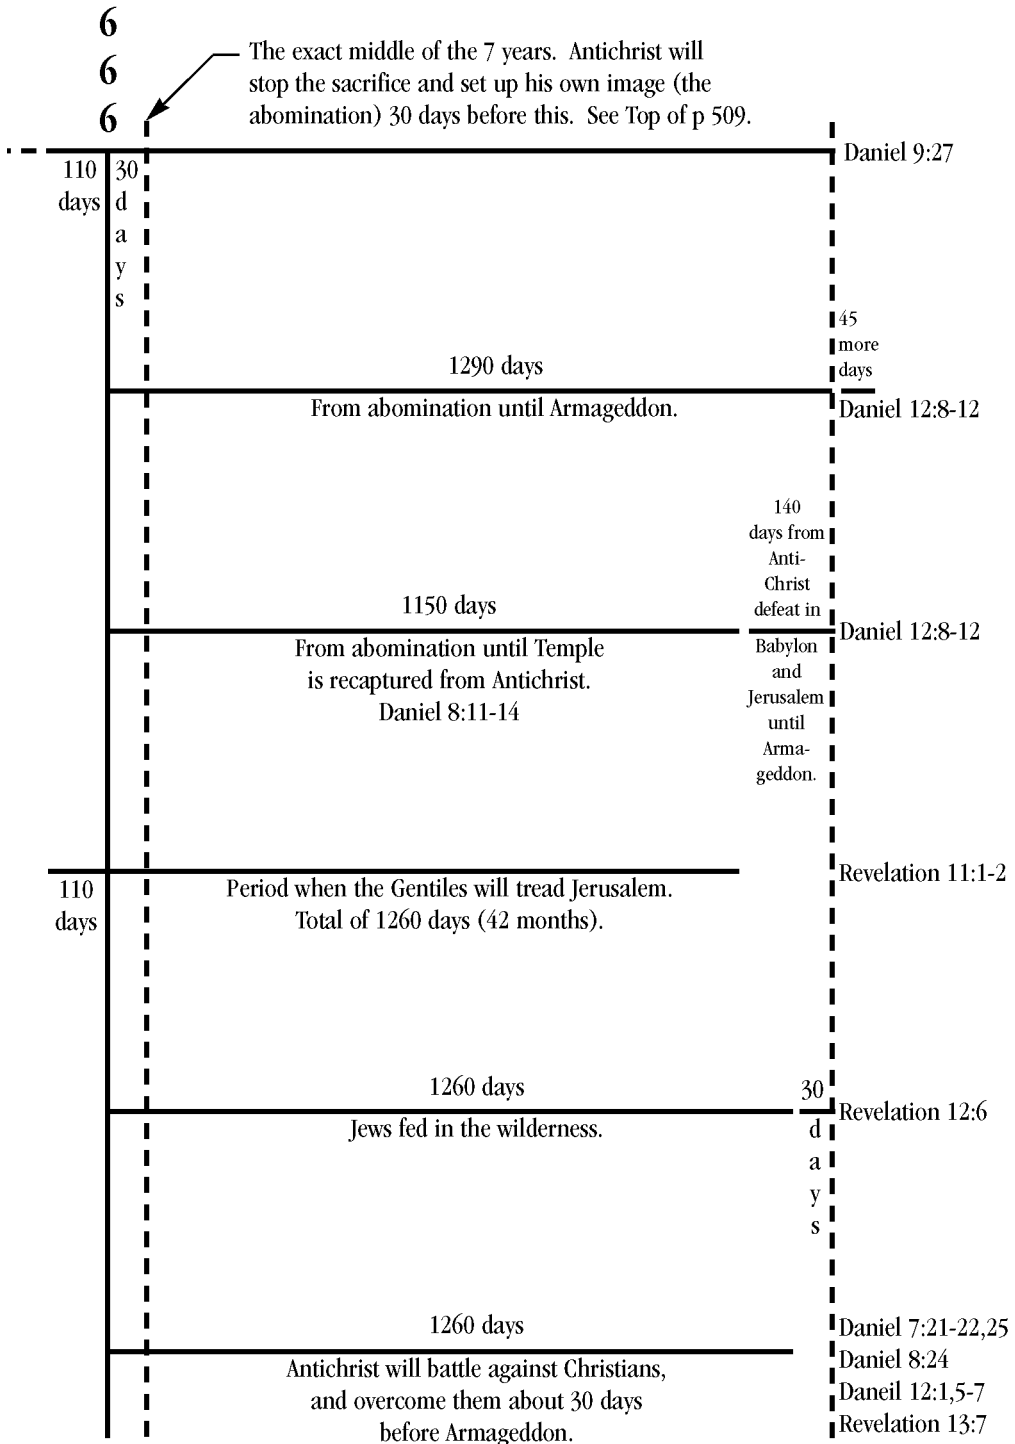 6
6
6
The exact middle of the 7 years. Antichrist will
stop the sacrifice and set up his own image (the
abomination) 30 days before this. See Top of p 509.
Daniel 9:27
110
days
30
d
a
y
s
45
more
days
1290 days
From abomination until Armageddon.
Daniel 12:8-12
140
days from
Anti-
Christ
defeat in
Babylon
and
Jerusalem
until
Arma-
geddon.
1150 days
From abomination until Temple
is recaptured from Antichrist.
Daniel 8:11-14
Daniel 12:8-12
110
days
Period when the Gentiles will tread Jerusalem.
Total of 1260 days (42 months).
Revelation 11:1-2
1260 days
Jews fed in the wilderness.
30
d
a
y
s
Revelation 12:6
1260 days
Antichrist will battle against Christians,
and overcome them about 30 days
before Armageddon.
Daniel 7:21-22,25
Daniel 8:24
Daneil 12:1,5-7
Revelation 13:7